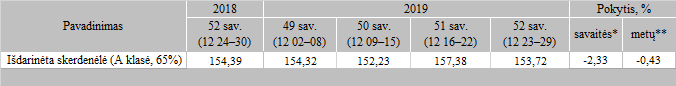 Pavadinimas 2018 2019 Pokytis, %
52 sav. (12 24–30) 49 sav. (12 02–08) 50 sav. (12 09–15) 51 sav. (12 16–22) 52 sav. (12 23–29) savaitės* metų**
Išdarinėta skerdenėlė (A klasė, 65%) 154,39 154,32 152,23 157,38 153,72 -2,33 -0,43